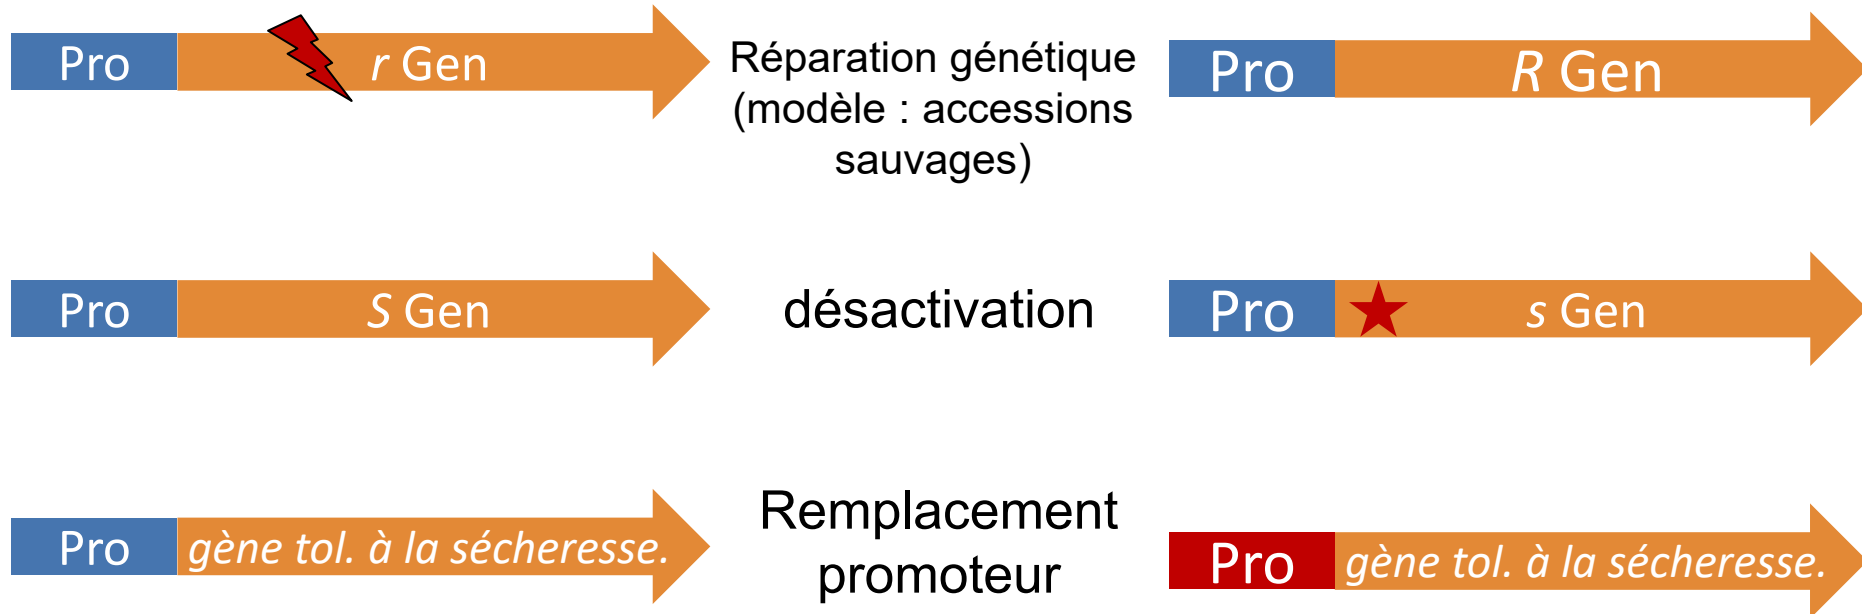 Pro
r Gen
Réparation génétique
(modèle : accessions
sauvages)
Pro
R Gen
Pro
S Gen
désactivation
Pro
s Gen
Pro
gène tol. à la sécheresse.
Remplacement
promoteur
Pro
gène tol. à la sécheresse.